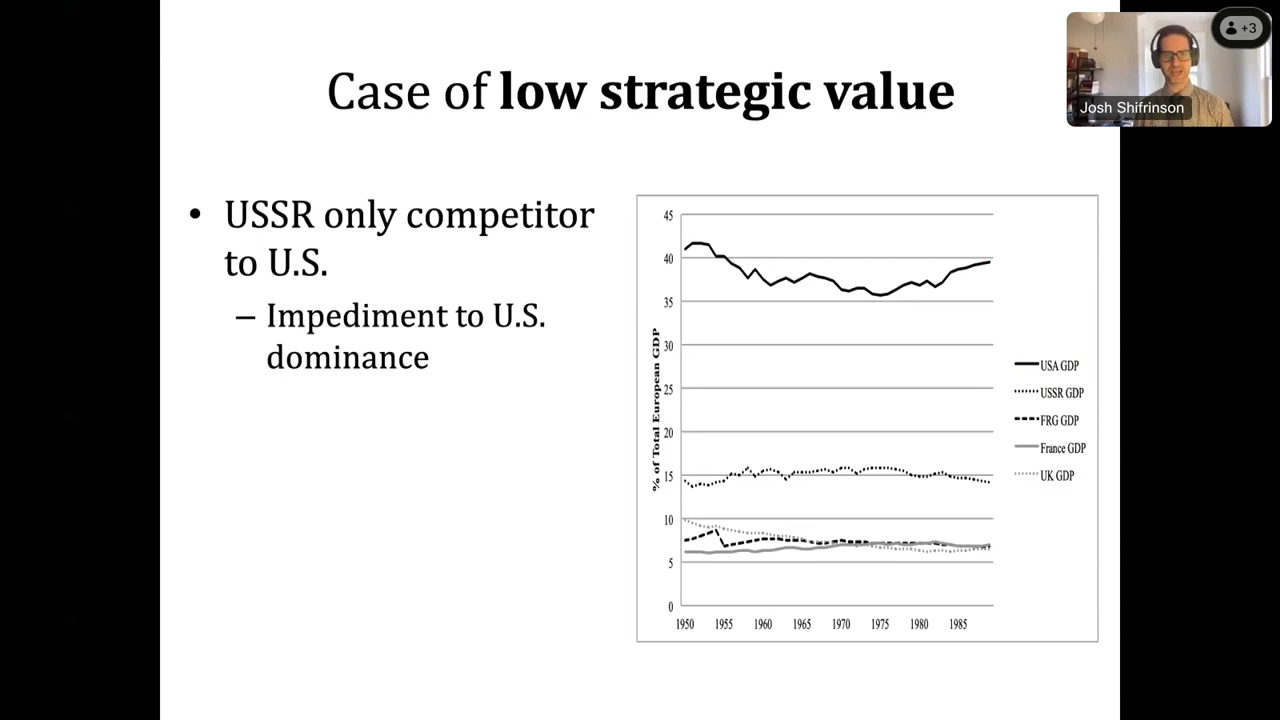 Case of low strategic value
+3
Josh Shifrinson
• USSR only competitor
to U.S.
– Impediment to U.S.
dominance
% of Total European GDP
45
40
35
30
25
20
15
10
5
0
1950 1955 1960 1965 1970 1975 1980 1985
USA GDP
USSR GDP
FRG GDP
France GDP
UK GDP